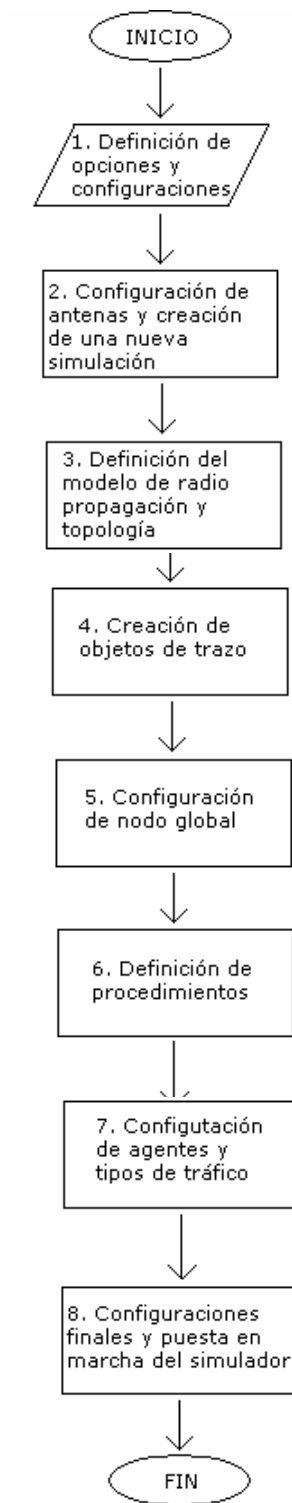 INICIO
1. Definición de
opciones y
configuraciones
2. Configuración de
antenas y creación
de una nueva
simulación
3. Definición del
modelo de radio
propagación y
topología
4. Creación de
objetos de trazo
5. Configuración
de nodo global
6. Definición de
procedimientos
7. Configutación
de agentes y
tipos de tráfico
8. Configuraciones
finales y puesta en
marcha del simulador
FIN